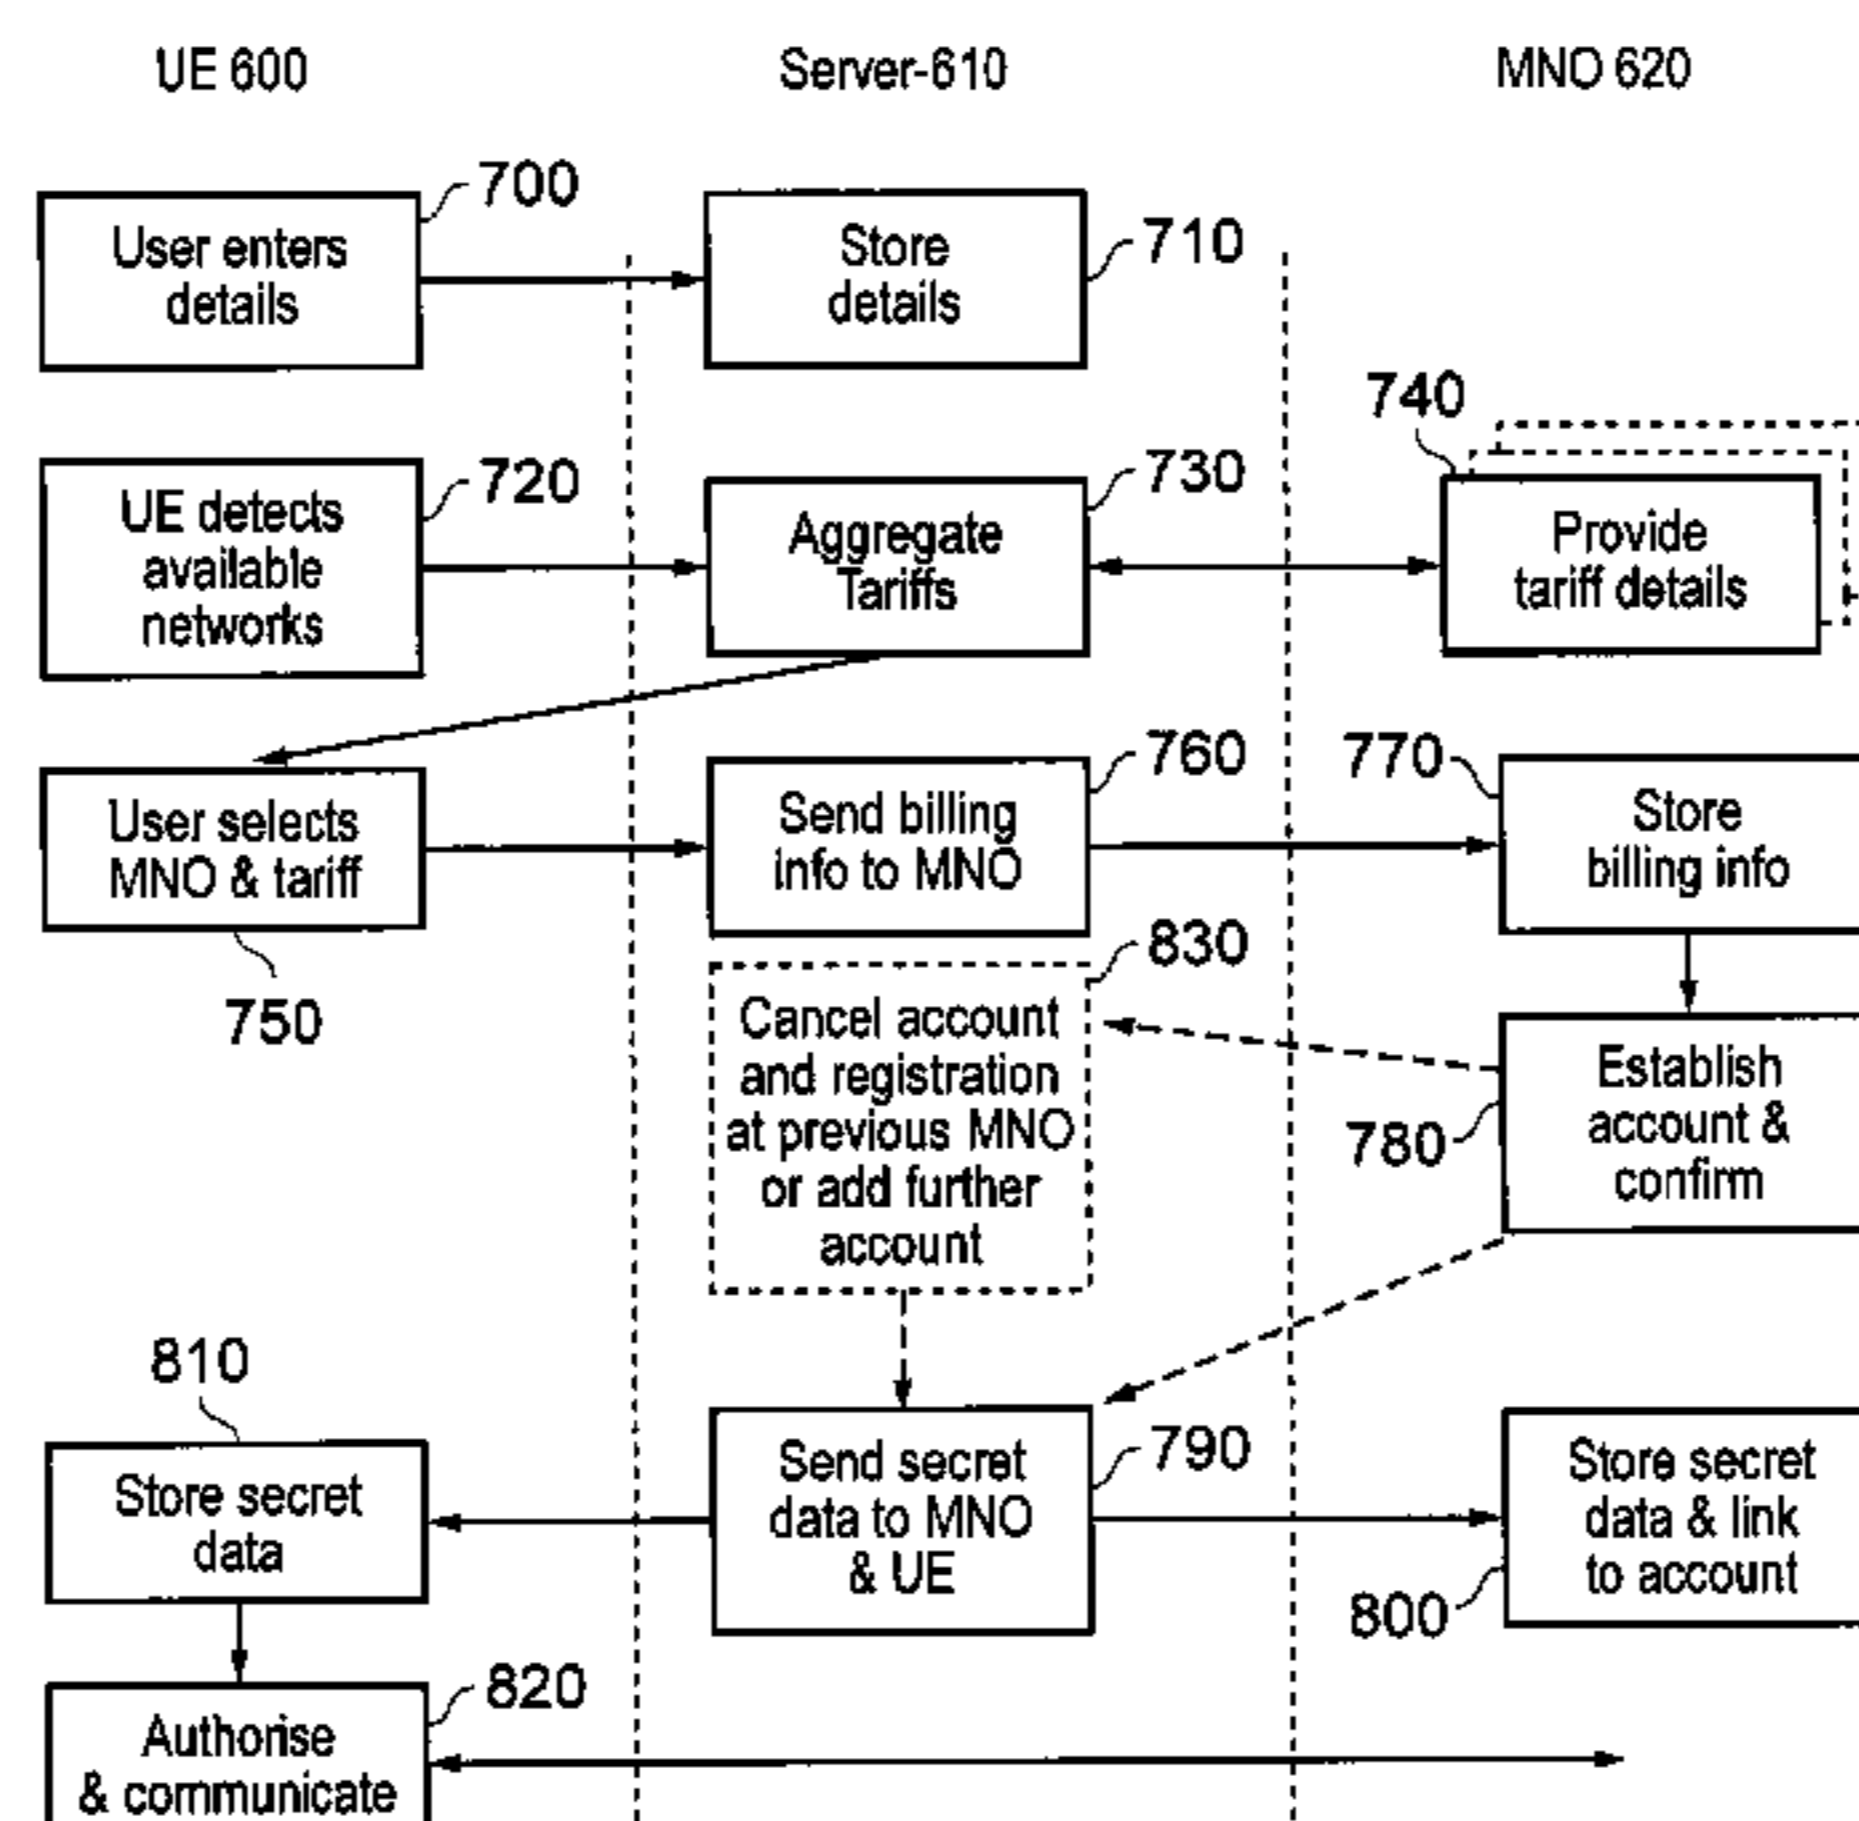 UE 600
Server-610
MNO 620
700
User enters
details
Store
details
710
720
UE detects
available
networks
730
Aggregate
Tariffs
740
Provide
tariff details
User selects
MNO & tariff
750
760
Send billing
info to MNO
770
Store
billing info
830
Cancel account
and registration
at previous MNO
or add further
account
Establish
account &
confirm
780
810
Store secret
data
790
Send secret
data to MNO
& UE
Store secret
data & link
to account
800
820
Authorise
& communicate